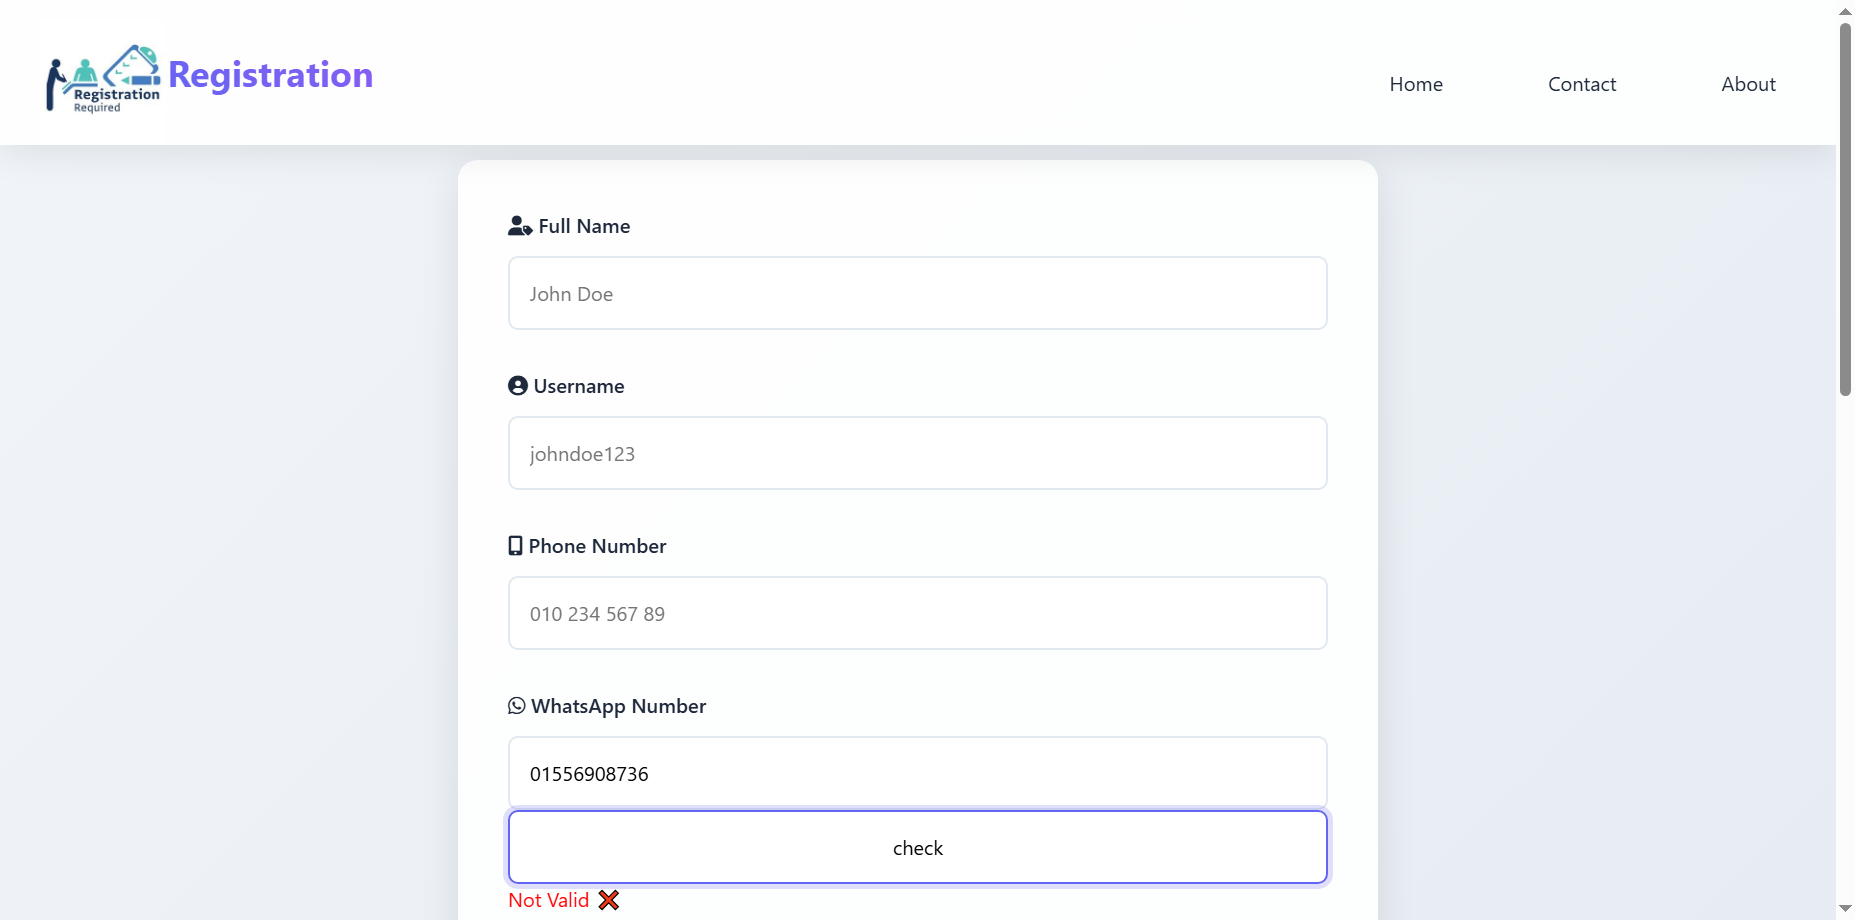 Registration
Required
Registration
Home
Contact
About
Full Name
John Doe
Username
johndoe123
Phone Number
010 234 567 89
WhatsApp Number
01556908736
check
Not Valid ❌